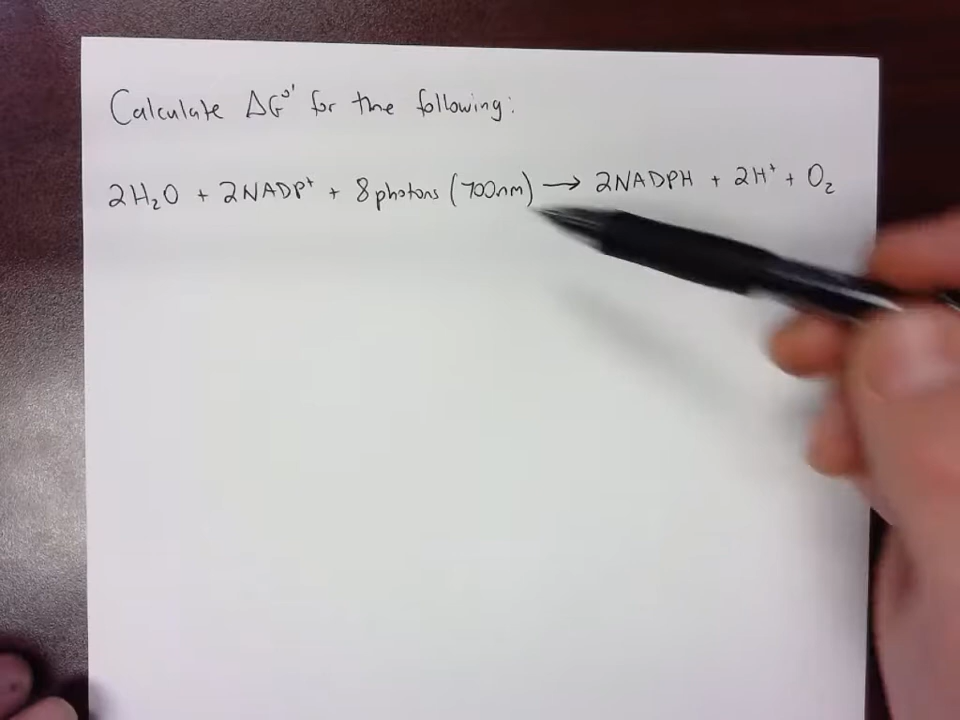 Calculate ΔG°' for the following:
2H₂O + 2NADP⁺ + 8 photons (700nm) → 2NADPH + 2H⁺ + O₂